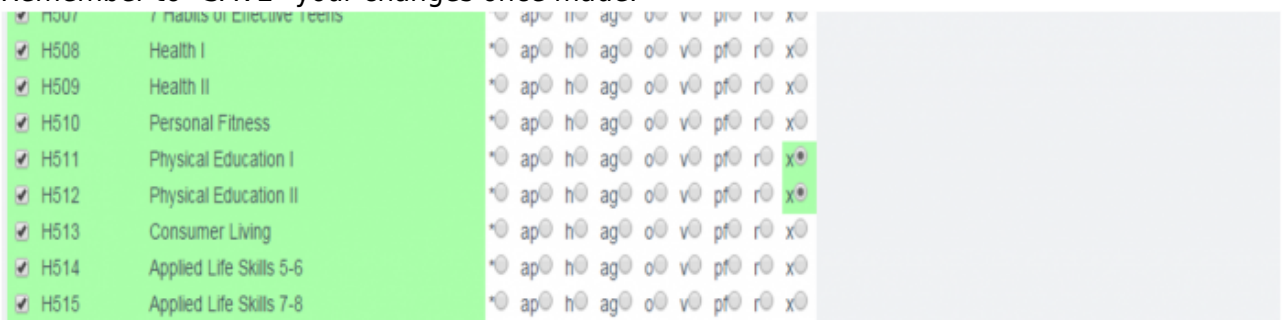 Remember to "SAVE" your changes once made.
H507 7 Habits of Effective Teens * ap h ag o v pf r x
H508 Health I * ap h ag o v pf r x
H509 Health II * ap h ag o v pf r x
H510 Personal Fitness * ap h ag o v pf r x
H511 Physical Education I * ap h ag o v pf r x
H512 Physical Education II * ap h ag o v pf r x
H513 Consumer Living * ap h ag o v pf r x
H514 Applied Life Skills 5-6 * ap h ag o v pf r x
H515 Applied Life Skills 7-8 * ap h ag o v pf r x